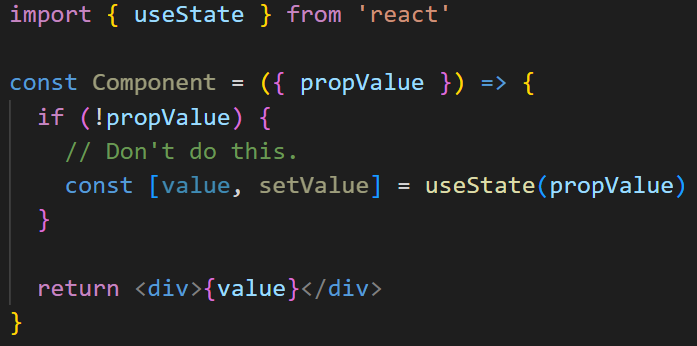 import { useState } from 'react'
const Component = ({ propValue }) => {
if (!propValue) {
// Don't do this.
const [value, setValue] = useState(propValue)
}
return <div>{value}</div>
}